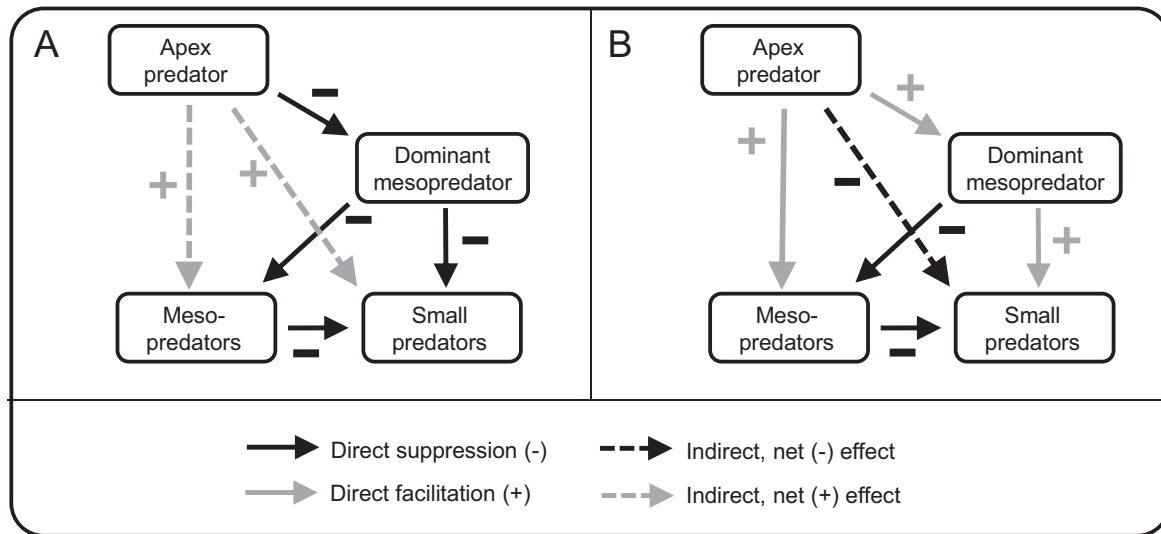 A
Apex
predator
−
+
+
Dominant
mesopredator
−
−
Meso-
predators
−
Small
predators
B
Apex
predator
+
+
−
Dominant
mesopredator
−
+
Meso-
predators
−
Small
predators
Direct suppression (-)
Indirect, net (-) effect
Direct facilitation (+)
Indirect, net (+) effect